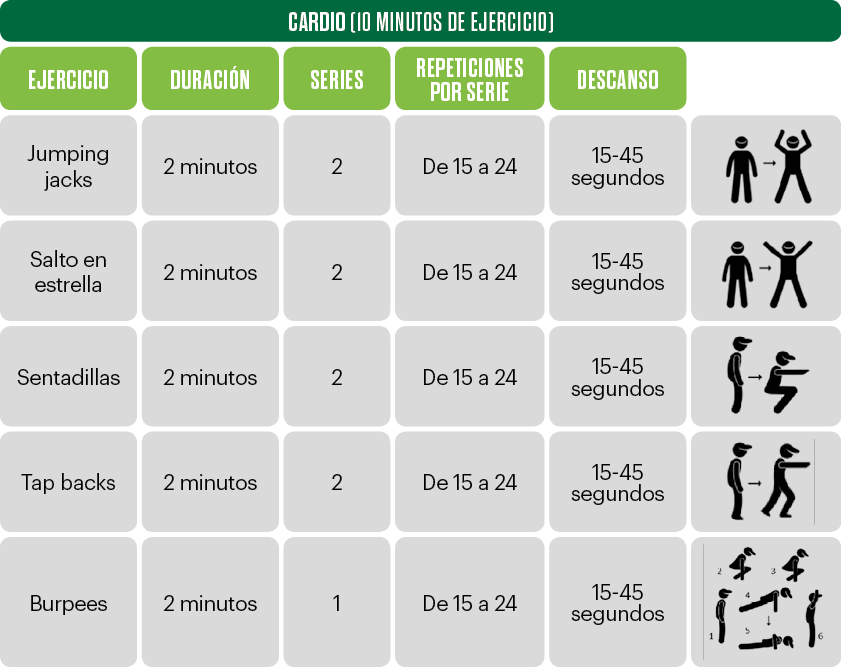 CARDIO (10 MINUTOS DE EJERCICIO)
EJERCICIO
DURACIÓN
SERIES
REPETICIONES
POR SERIE
DESCANSO
Jumping
jacks
2 minutos
2
De 15 a 24
15-45
segundos
Salto en
estrella
2 minutos
2
De 15 a 24
15-45
segundos
Sentadillas
2 minutos
2
De 15 a 24
15-45
segundos
Tap backs
2 minutos
2
De 15 a 24
15-45
segundos
Burpees
2 minutos
1
De 15 a 24
15-45
segundos
2
3
4
1
5
6